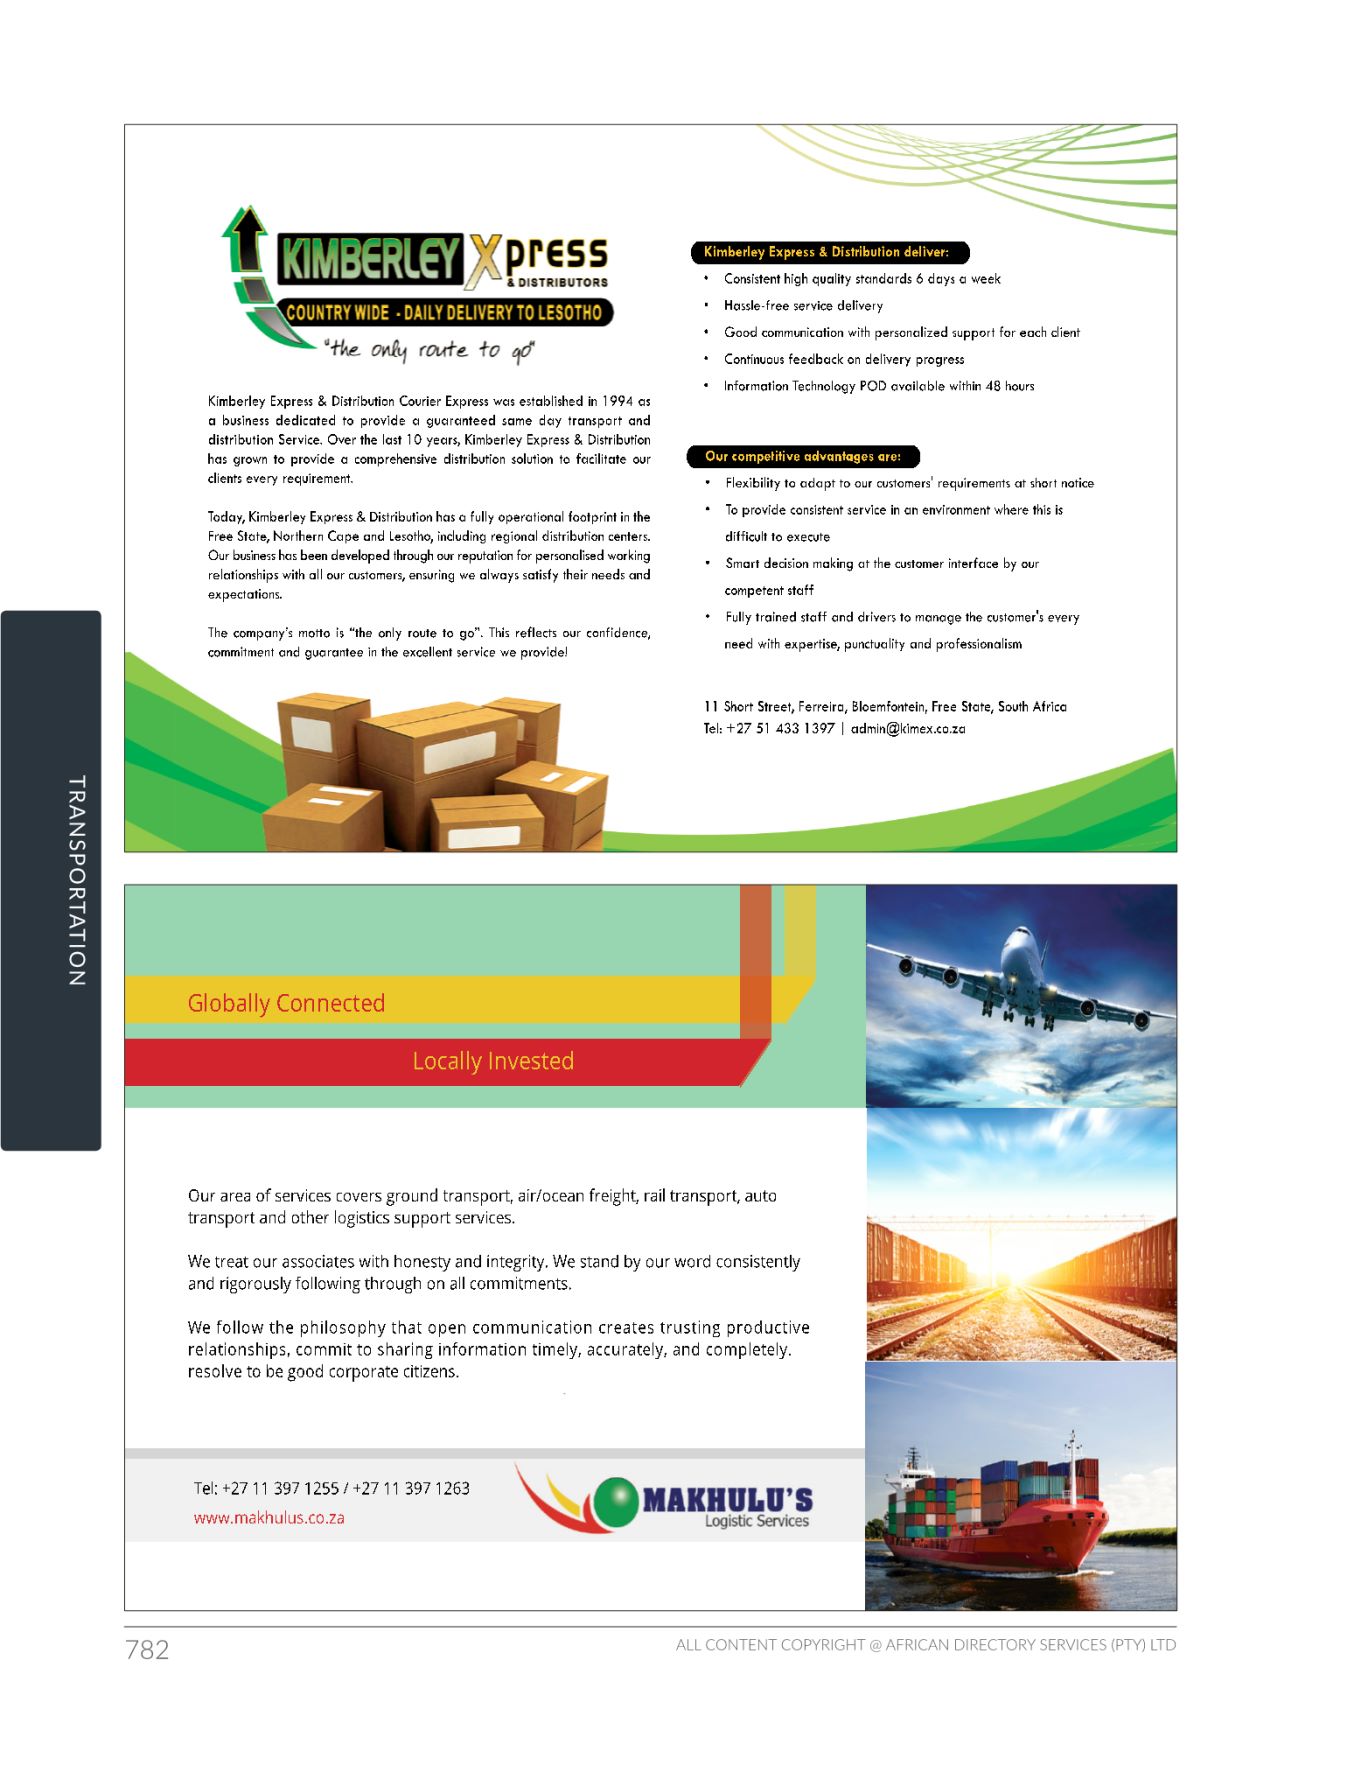 KIMBERLEY Xpress
& DISTRIBUTORS
COUNTRY WIDE - DAILY DELIVERY TO LESOTHO
"the only route to go"
Kimberley Express & Distribution Courier Express was established in 1994 as
a business dedicated to provide a guaranteed same day transport and
distribution Service. Over the last 10 years, Kimberley Express & Distribution
has grown to provide a comprehensive distribution solution to facilitate our
clients every requirement.
Today, Kimberley Express & Distribution has a fully operational footprint in the
Free State, Northern Cape and Lesotho, including regional distribution centers.
Our business has been developed through our reputation for personalised working
relationships with all our customers, ensuring we always satisfy their needs and
expectations.
The company's motto is "the only route to go". This reflects our confidence,
commitment and guarantee in the excellent service we provide!
Kimberley Express & Distribution deliver:
• Consistent high quality standards 6 days a week
• Hassle-free service delivery
• Good communication with personalized support for each client
• Continuous feedback on delivery progress
• Information Technology POD available within 48 hours
Our competitive advantages are:
• Flexibility to adapt to our customers' requirements at short notice
• To provide consistent service in an environment where this is
difficult to execute
• Smart decision making at the customer interface by our
competent staff
• Fully trained staff and drivers to manage the customer's every
need with expertise, punctuality and professionalism
11 Short Street, Ferreira, Bloemfontein, Free State, South Africa
Tel: +27 51 433 1397 | admin@kimex.co.za
TRANSPORTATION
Globally Connected
Locally Invested
Our area of services covers ground transport, air/ocean freight, rail transport, auto
transport and other logistics support services.
We treat our associates with honesty and integrity. We stand by our word consistently
and rigorously following through on all commitments.
We follow the philosophy that open communication creates trusting productive
relationships, commit to sharing information timely, accurately, and completely.
resolve to be good corporate citizens.
Tel: +27 11 397 1255 / +27 11 397 1263
www.makhulus.co.za
MAKHULU'S
Logistic Services
782
ALL CONTENT COPYRIGHT @ AFRICAN DIRECTORY SERVICES (PTY) LTD